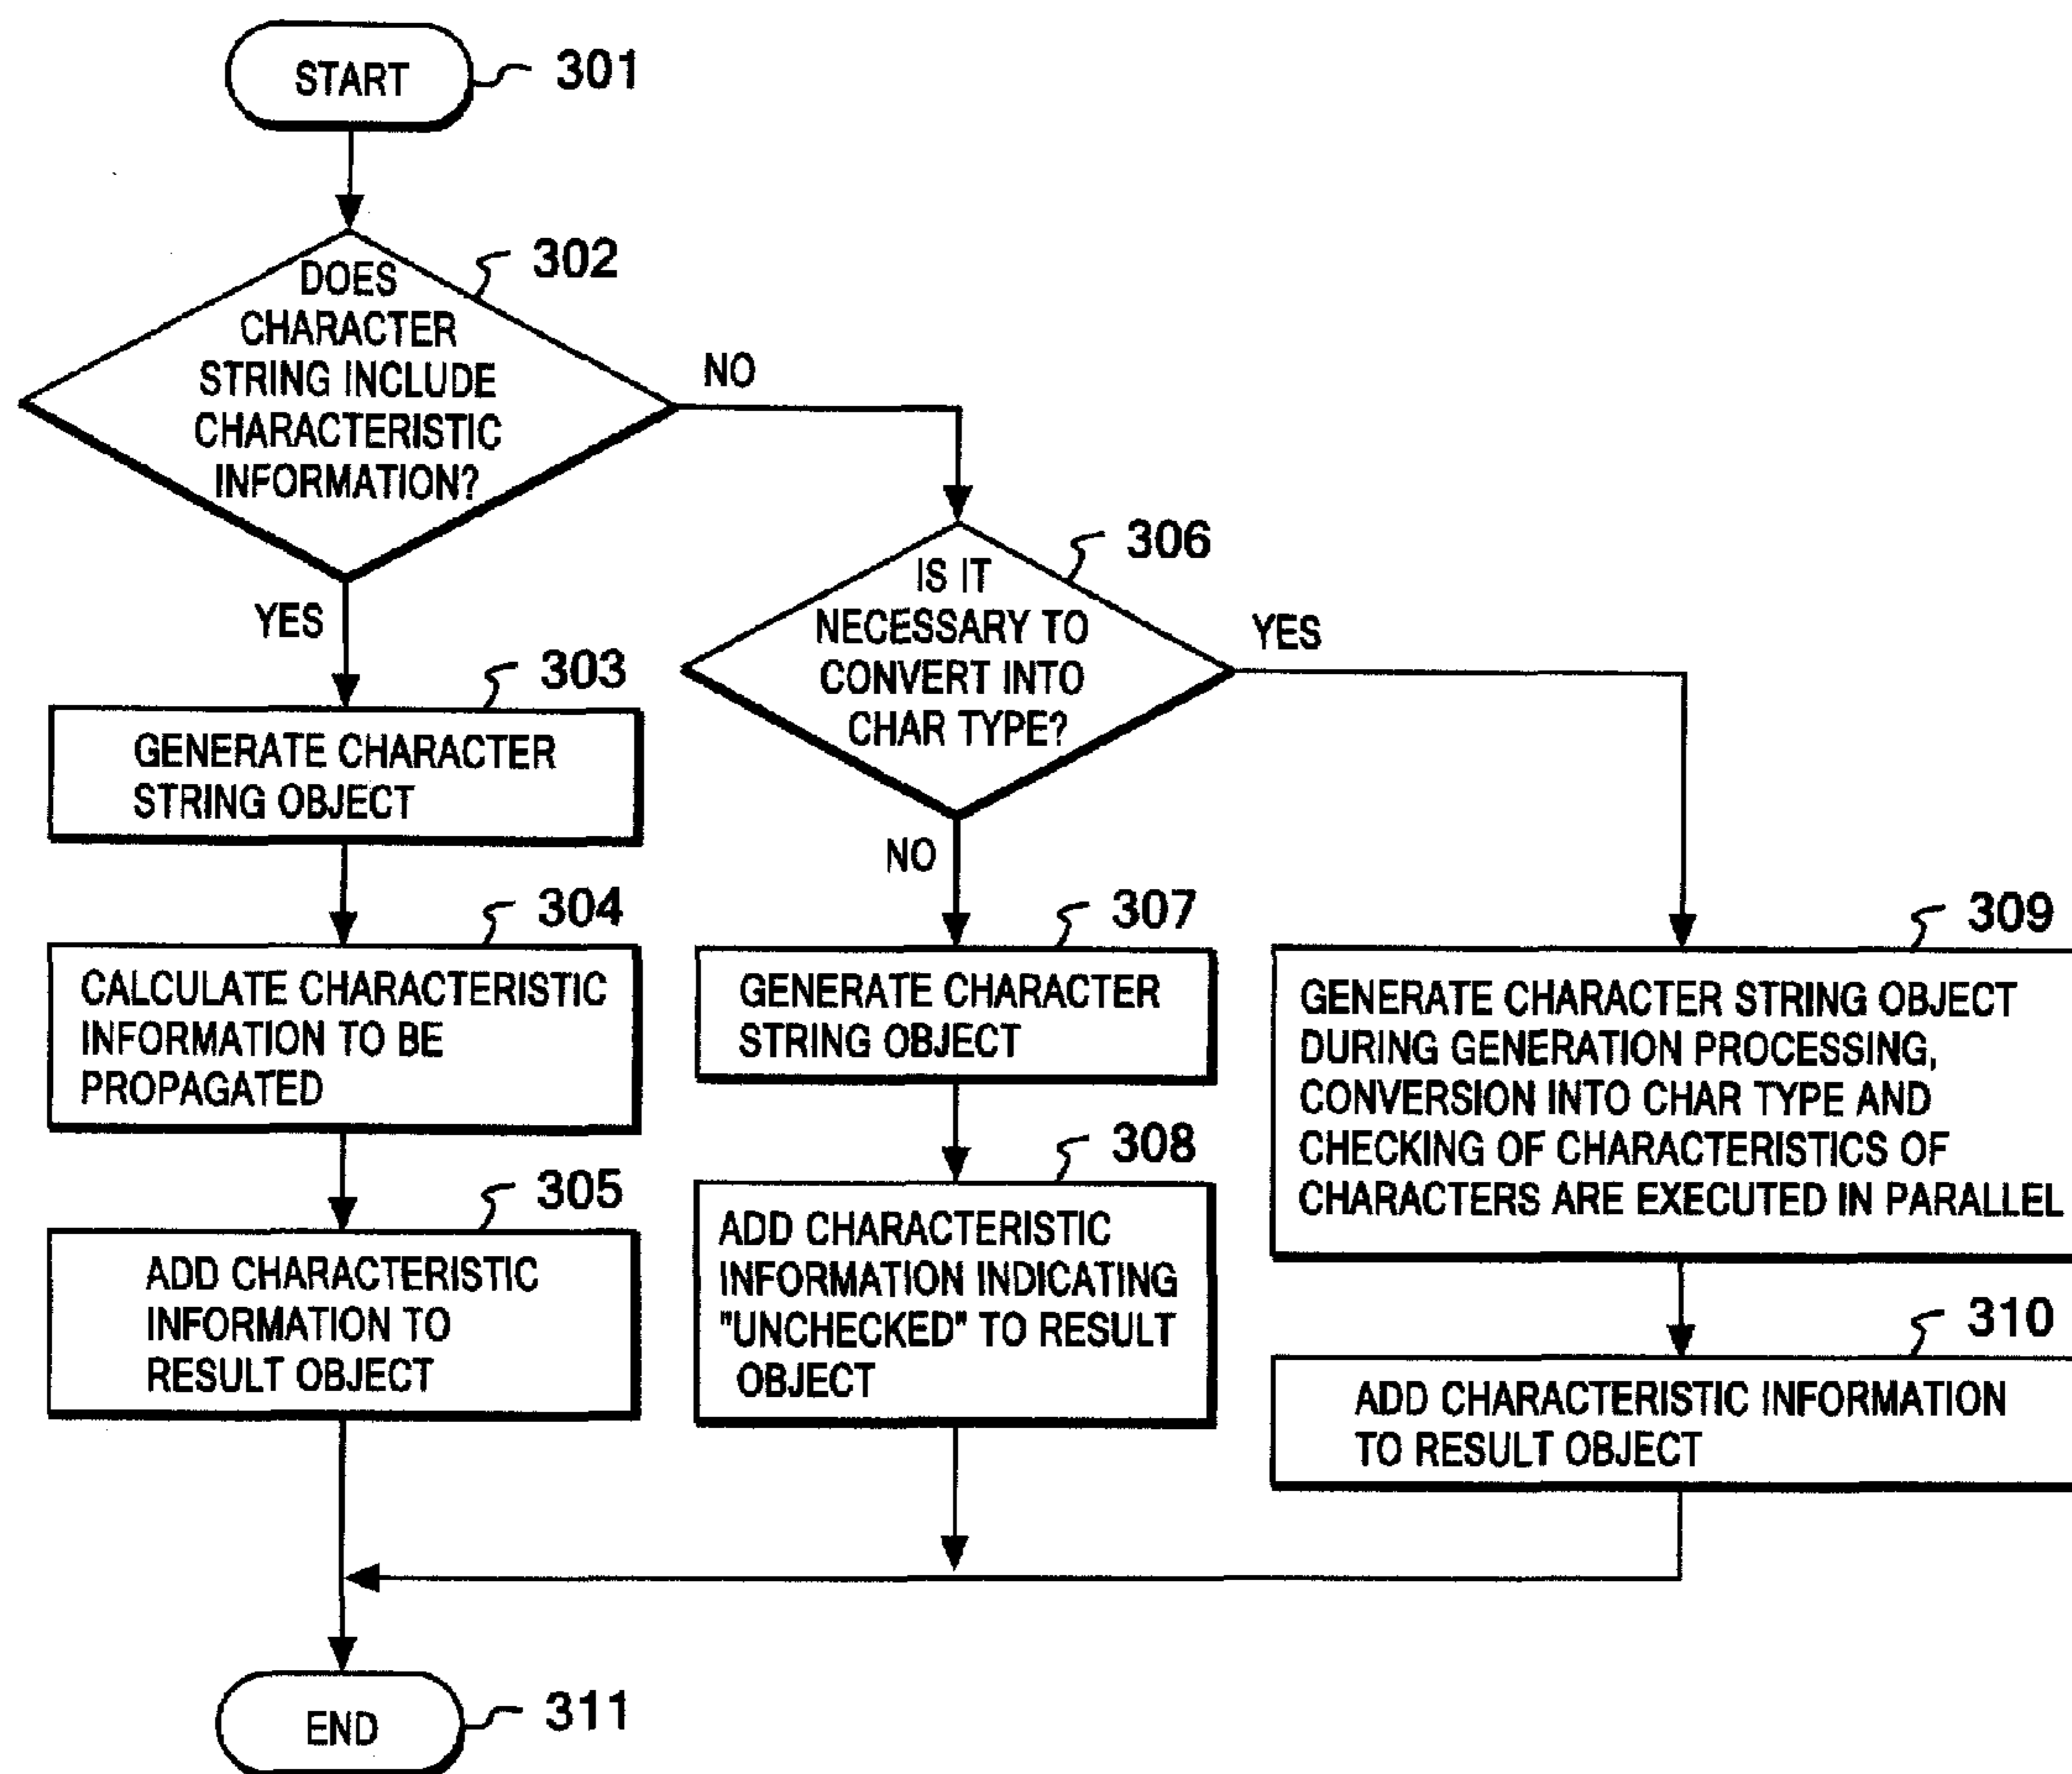 START
301
DOES
CHARACTER
STRING INCLUDE
CHARACTERISTIC
INFORMATION?
302
NO
YES
303
GENERATE CHARACTER
STRING OBJECT
304
CALCULATE CHARACTERISTIC
INFORMATION TO BE
PROPAGATED
305
ADD CHARACTERISTIC
INFORMATION TO
RESULT OBJECT
306
IS IT
NECESSARY TO
CONVERT INTO
CHAR TYPE?
YES
NO
307
GENERATE CHARACTER
STRING OBJECT
308
ADD CHARACTERISTIC
INFORMATION INDICATING
"UNCHECKED" TO RESULT
OBJECT
309
GENERATE CHARACTER STRING OBJECT
DURING GENERATION PROCESSING,
CONVERSION INTO CHAR TYPE AND
CHECKING OF CHARACTERISTICS OF
CHARACTERS ARE EXECUTED IN PARALLEL
310
ADD CHARACTERISTIC INFORMATION
TO RESULT OBJECT
END
311